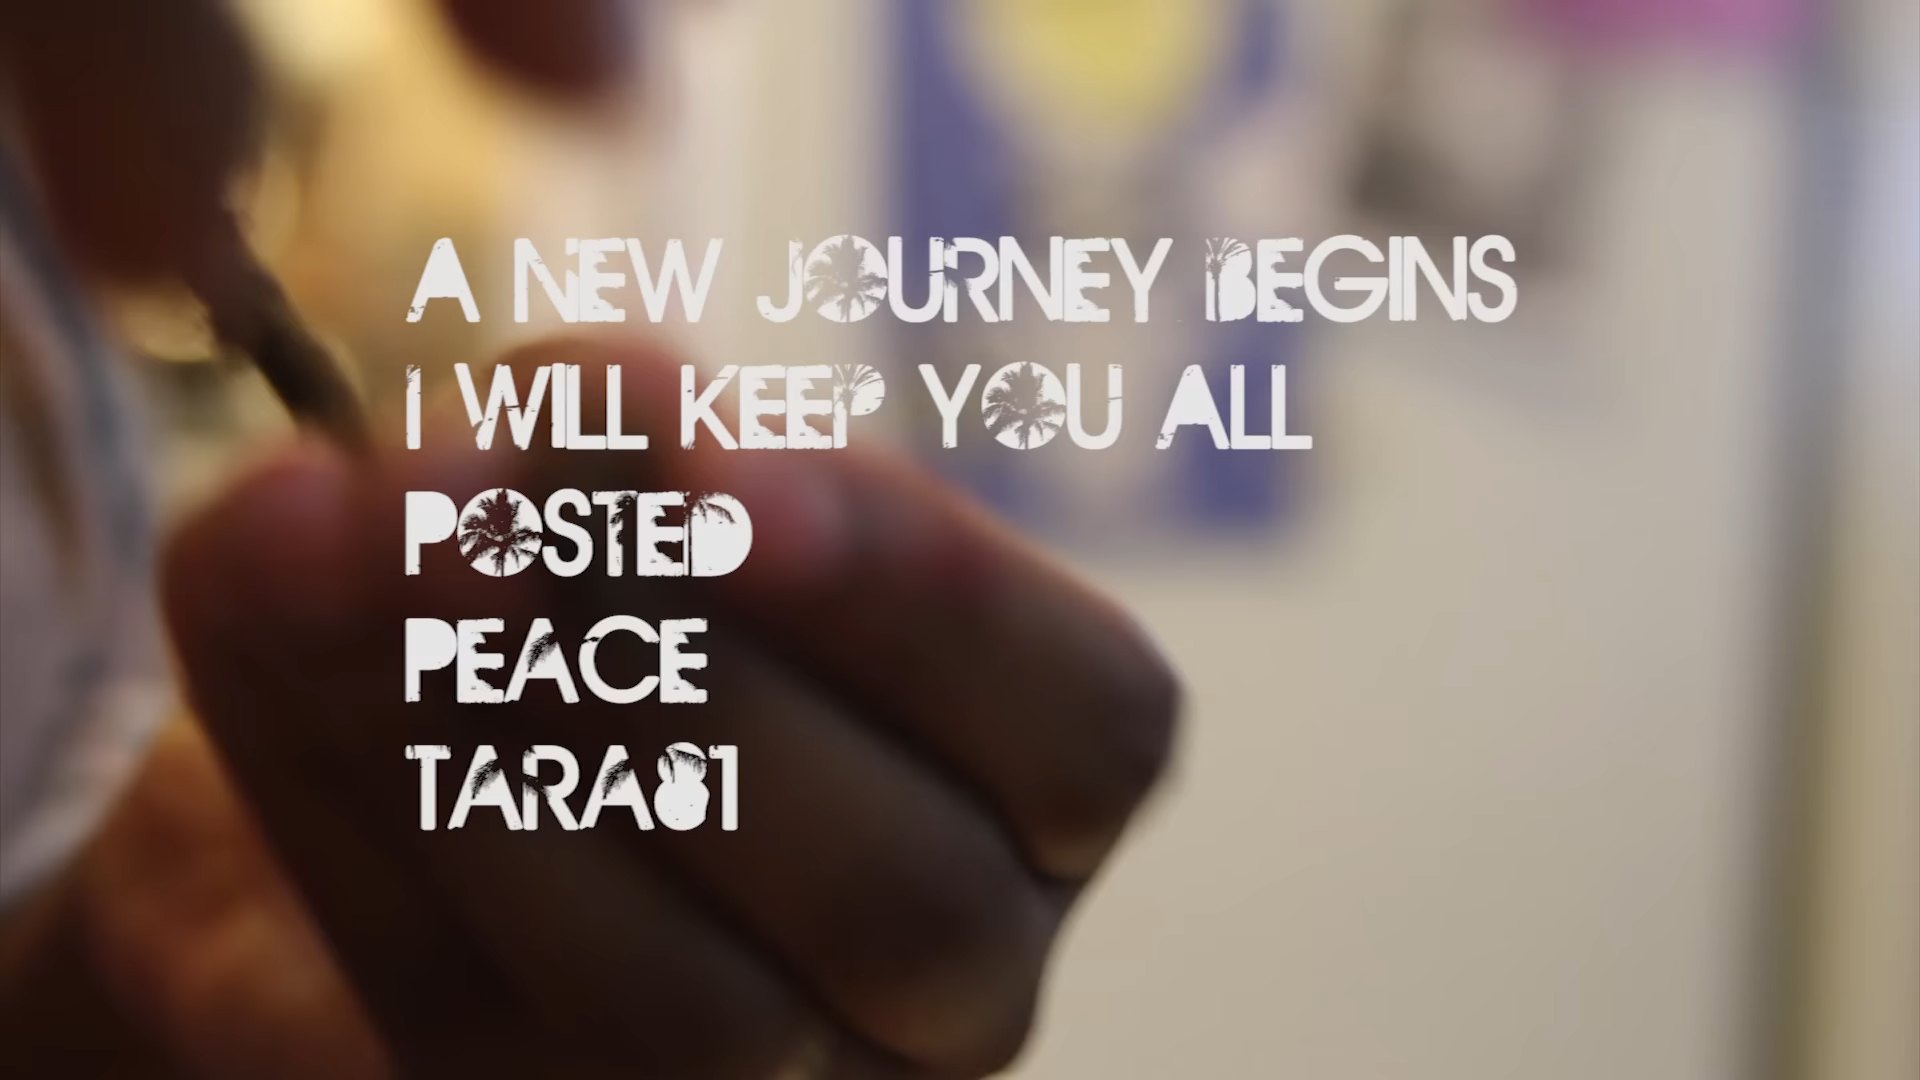 A NEW JOURNEY BEGINS
I WILL KEEP YOU ALL
POSTED
PEACE
TARA81